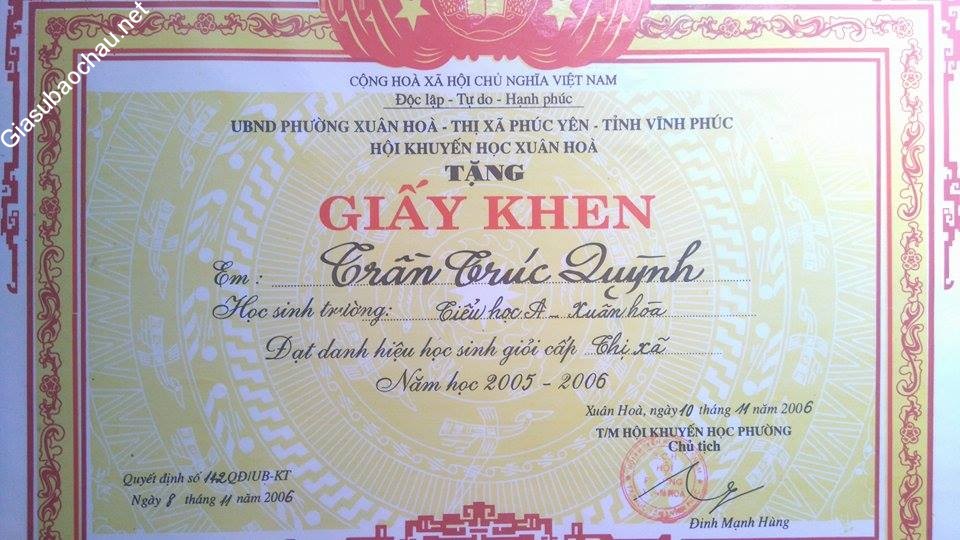 Giasubaochau.net
CỘNG HOÀ XÃ HỘI CHỦ NGHĨA VIỆT NAM
Độc lập - Tự do - Hạnh phúc
UBND PHƯỜNG XUÂN HOÀ - THỊ XÃ PHÚC YÊN - TỈNH VĨNH PHÚC
HỘI KHUYẾN HỌC XUÂN HOÀ
TẶNG
GIẤY KHEN
Em: Trần Trúc Quỳnh
Học sinh trường: Tiểu học A - Xuân hòa
Đạt danh hiệu học sinh giỏi cấp Thị xã
Năm học 2005 - 2006
Xuân Hoà, ngày 10 tháng 11 năm 2006
T/M HỘI KHUYẾN HỌC PHƯỜNG
Chủ tịch
Quyết định số 142QĐ/UB-KT
Ngày 8 tháng 11 năm 2006
HỘI
Đinh Mạnh Hùng